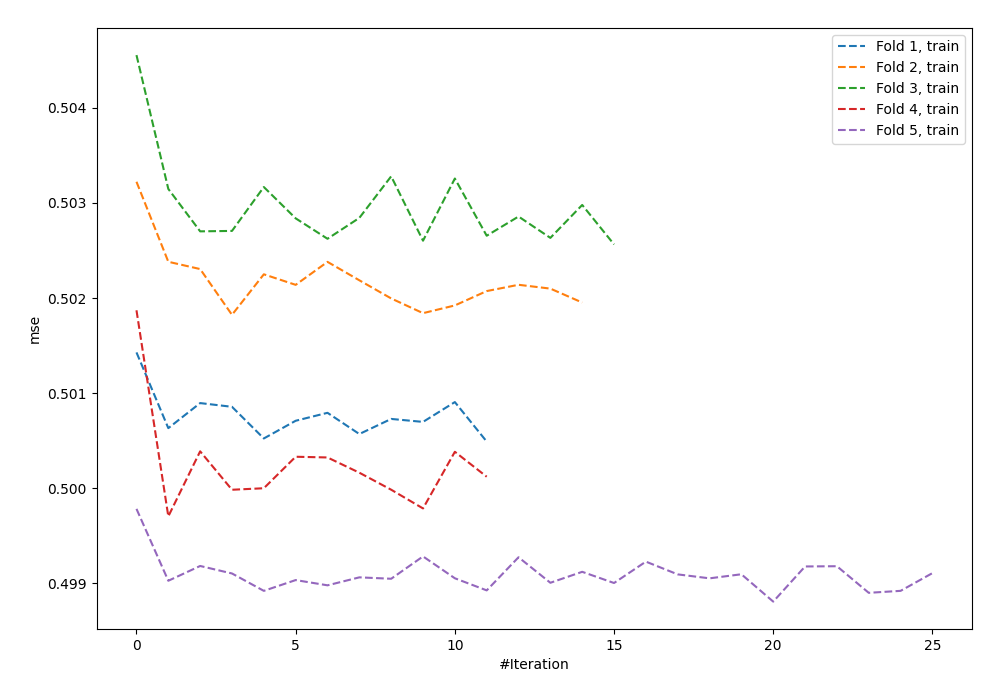 Fold 1, train
Fold 2, train
Fold 3, train
Fold 4, train
Fold 5, train
0.504
0.503
0.502
0.501
0.500
0.499
mse
0 5 10 15 20 25
#Iteration